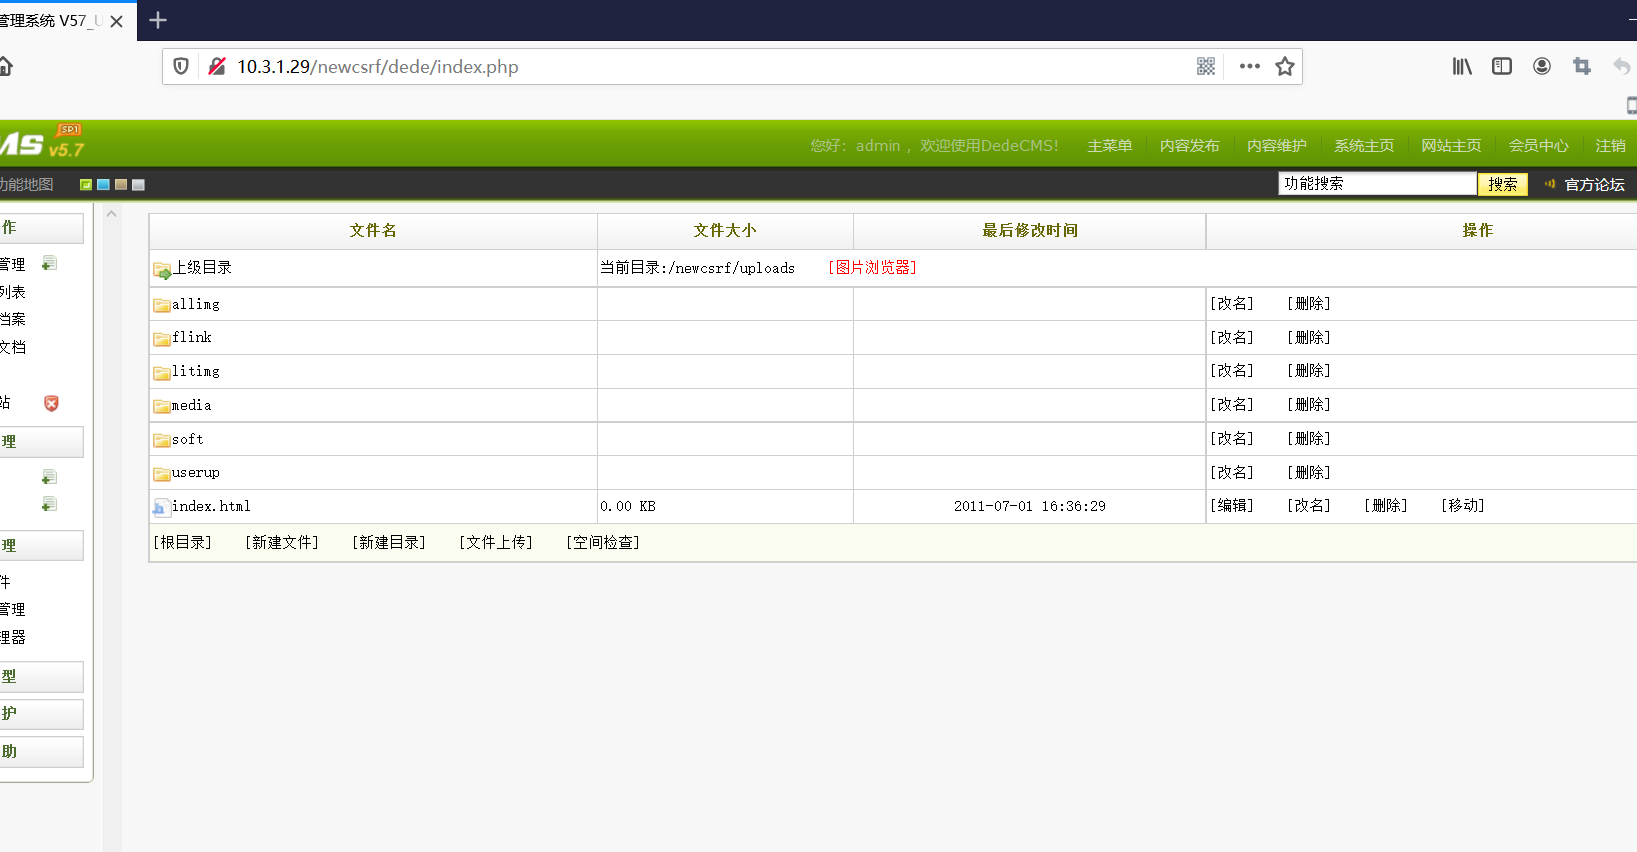 管理系统 V57_U
10.3.1.29/newcsrf/dede/index.php
MS v5.7 SP1
您好：admin ，欢迎使用DedeCMS！ 主菜单 内容发布 内容维护 系统主页 网站主页 会员中心 注销
功能地图 功能搜索 搜索 官方论坛
作
管理
列表
档案
文档
站
理
理
件
管理
理器
型
护
助
文件名 文件大小 最后修改时间 操作
上级目录 当前目录:/newcsrf/uploads [图片浏览器]
allimg [改名] [删除]
flink [改名] [删除]
litimg [改名] [删除]
media [改名] [删除]
soft [改名] [删除]
userup [改名] [删除]
index.html 0.00 KB 2011-07-01 16:36:29 [编辑] [改名] [删除] [移动]
[根目录] [新建文件] [新建目录] [文件上传] [空间检查]